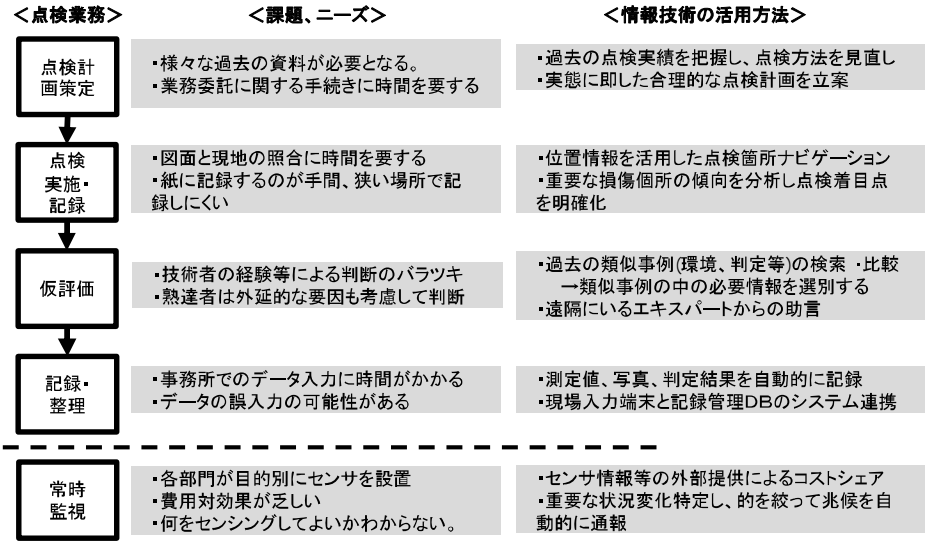 ＜点検業務＞
＜課題、ニーズ＞
＜情報技術の活用方法＞
点検計
画策定
・様々な過去の資料が必要となる。
・業務委託に関する手続きに時間を要する
・過去の点検実績を把握し、点検方法を見直し
・実態に即した合理的な点検計画を立案
点検
実施・
記録
・図面と現地の照合に時間を要する
・紙に記録するのが手間、狭い場所で記
録しにくい
・位置情報を活用した点検箇所ナビゲーション
・重要な損傷個所の傾向を分析し点検着目点
を明確化
仮評価
・技術者の経験等による判断のバラツキ
・熟達者は外延的な要因も考慮して判断
・過去の類似事例(環境、判定等)の検索 ・比較
→類似事例の中の必要情報を選別する
・遠隔にいるエキスパートからの助言
記録・
整理
・事務所でのデータ入力に時間がかかる
・データの誤入力の可能性がある
・測定値、写真、判定結果を自動的に記録
・現場入力端末と記録管理DBのシステム連携
常時
監視
・各部門が目的別にセンサを設置
・費用対効果が乏しい
・何をセンシングしてよいかわからない。
・センサ情報等の外部提供によるコストシェア
・重要な状況変化特定し、的を絞って兆候を自
動的に通報